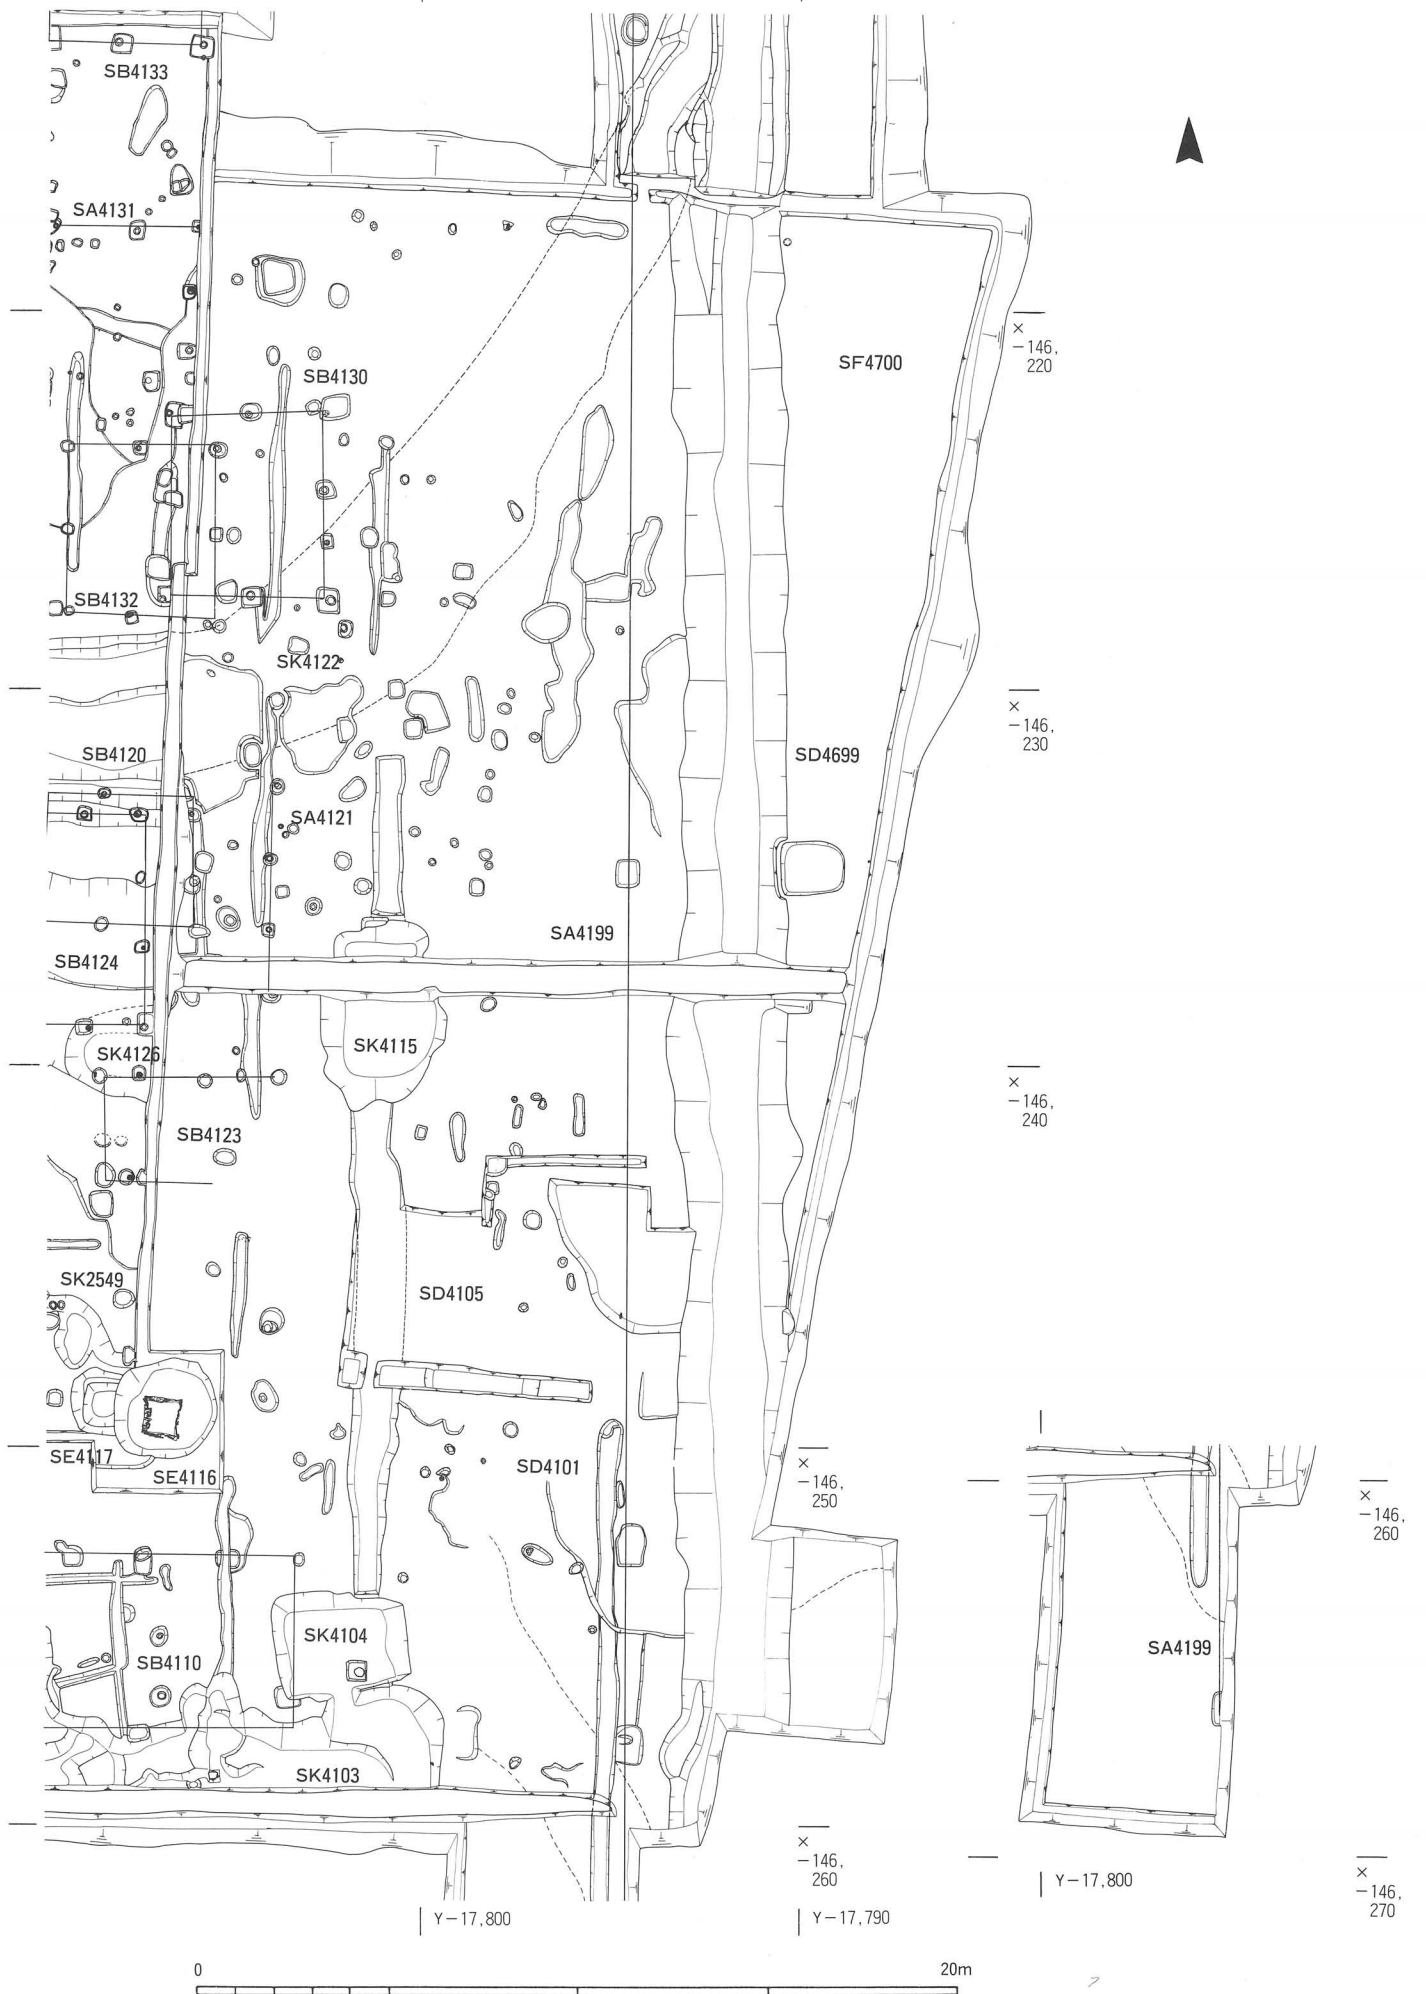 SB4133
SA4131
×
−146,
220
SF4700
SB4130
SB4132
SK4122
×
−146,
230
SB4120
SD4699
SA4121
SA4199
SB4124
SK4115
SK4126
×
−146,
240
SB4123
SK2549
SD4105
SE4117
SE4116
SD4101
×
−146,
250
×
−146,
260
SK4104
SB4110
SA4199
SK4103
×
−146,
260
Y−17,800
×
−146,
270
Y−17,800
Y−17,790
0
20m